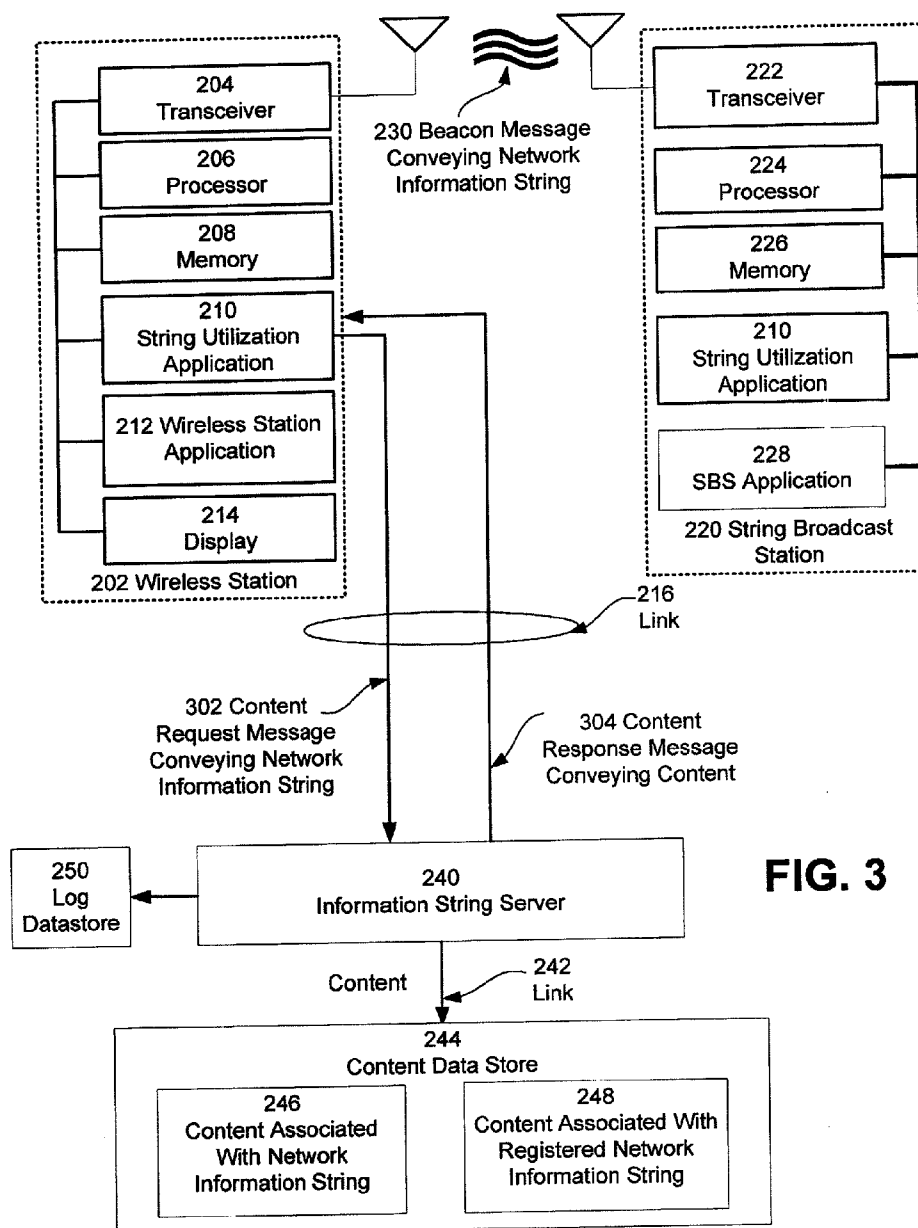 204
Transceiver
206
Processor
208
Memory
210
String Utilization
Application
212 Wireless Station
Application
214
Display
202 Wireless Station
230 Beacon Message
Conveying Network
Information String
222
Transceiver
224
Processor
226
Memory
210
String Utilization
Application
228
SBS Application
220 String Broadcast
Station
216
Link
302 Content
Request Message
Conveying Network
Information String
304 Content
Response Message
Conveying Content
250
Log
Datastore
240
Information String Server
FIG. 3
Content
242
Link
244
Content Data Store
246
Content Associated
With Network
Information String
248
Content Associated With
Registered Network
Information String